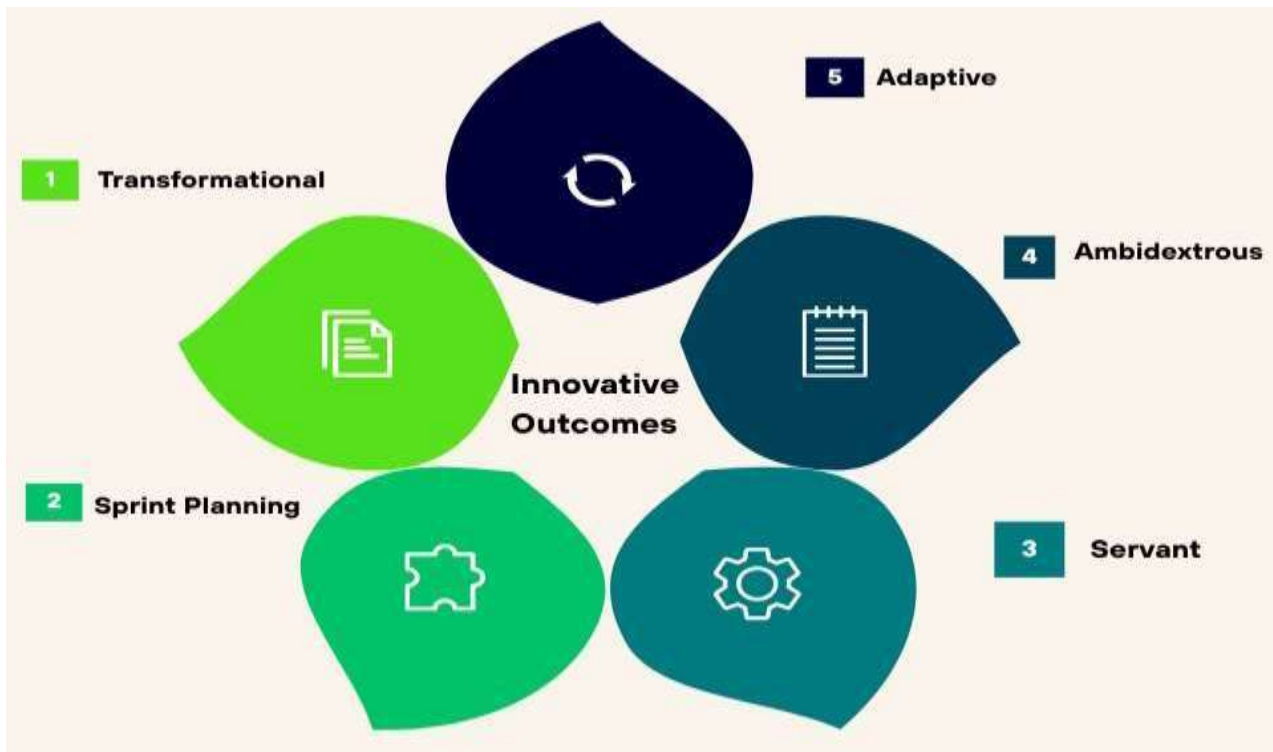 5 Adaptive
1 Transformational
4 Ambidextrous
Innovative
Outcomes
2 Sprint Planning
3 Servant